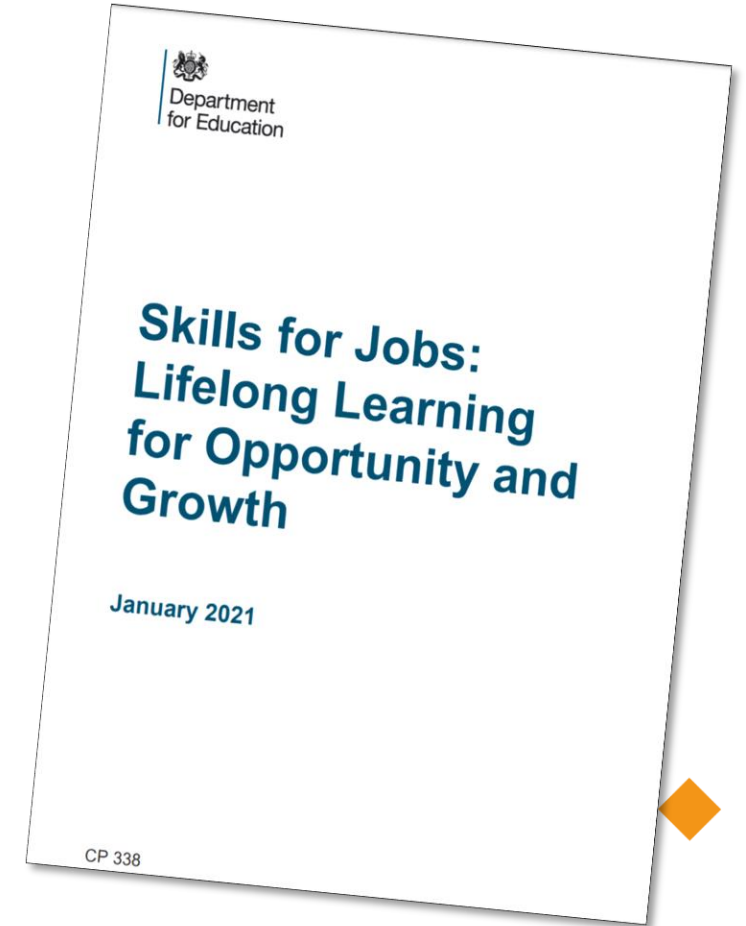 Department
for Education
Skills for Jobs:
Lifelong Learning
for Opportunity and
Growth
January 2021
CP 338